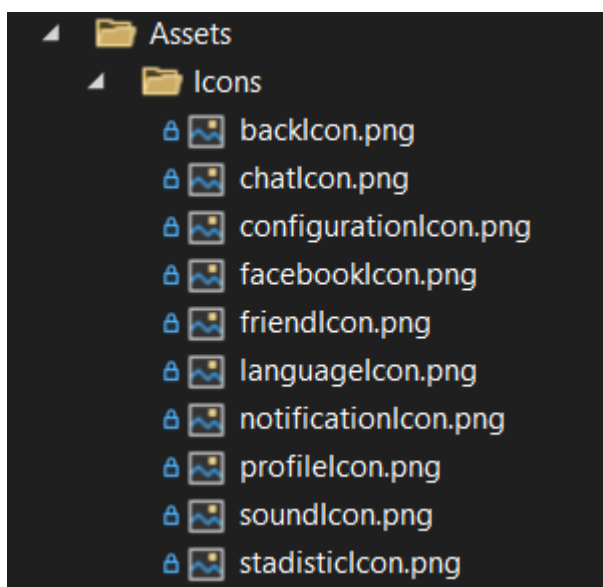 Assets
Icons
backIcon.png
chatIcon.png
configurationIcon.png
facebookIcon.png
friendIcon.png
languageIcon.png
notificationIcon.png
profileIcon.png
soundIcon.png
stadisticIcon.png